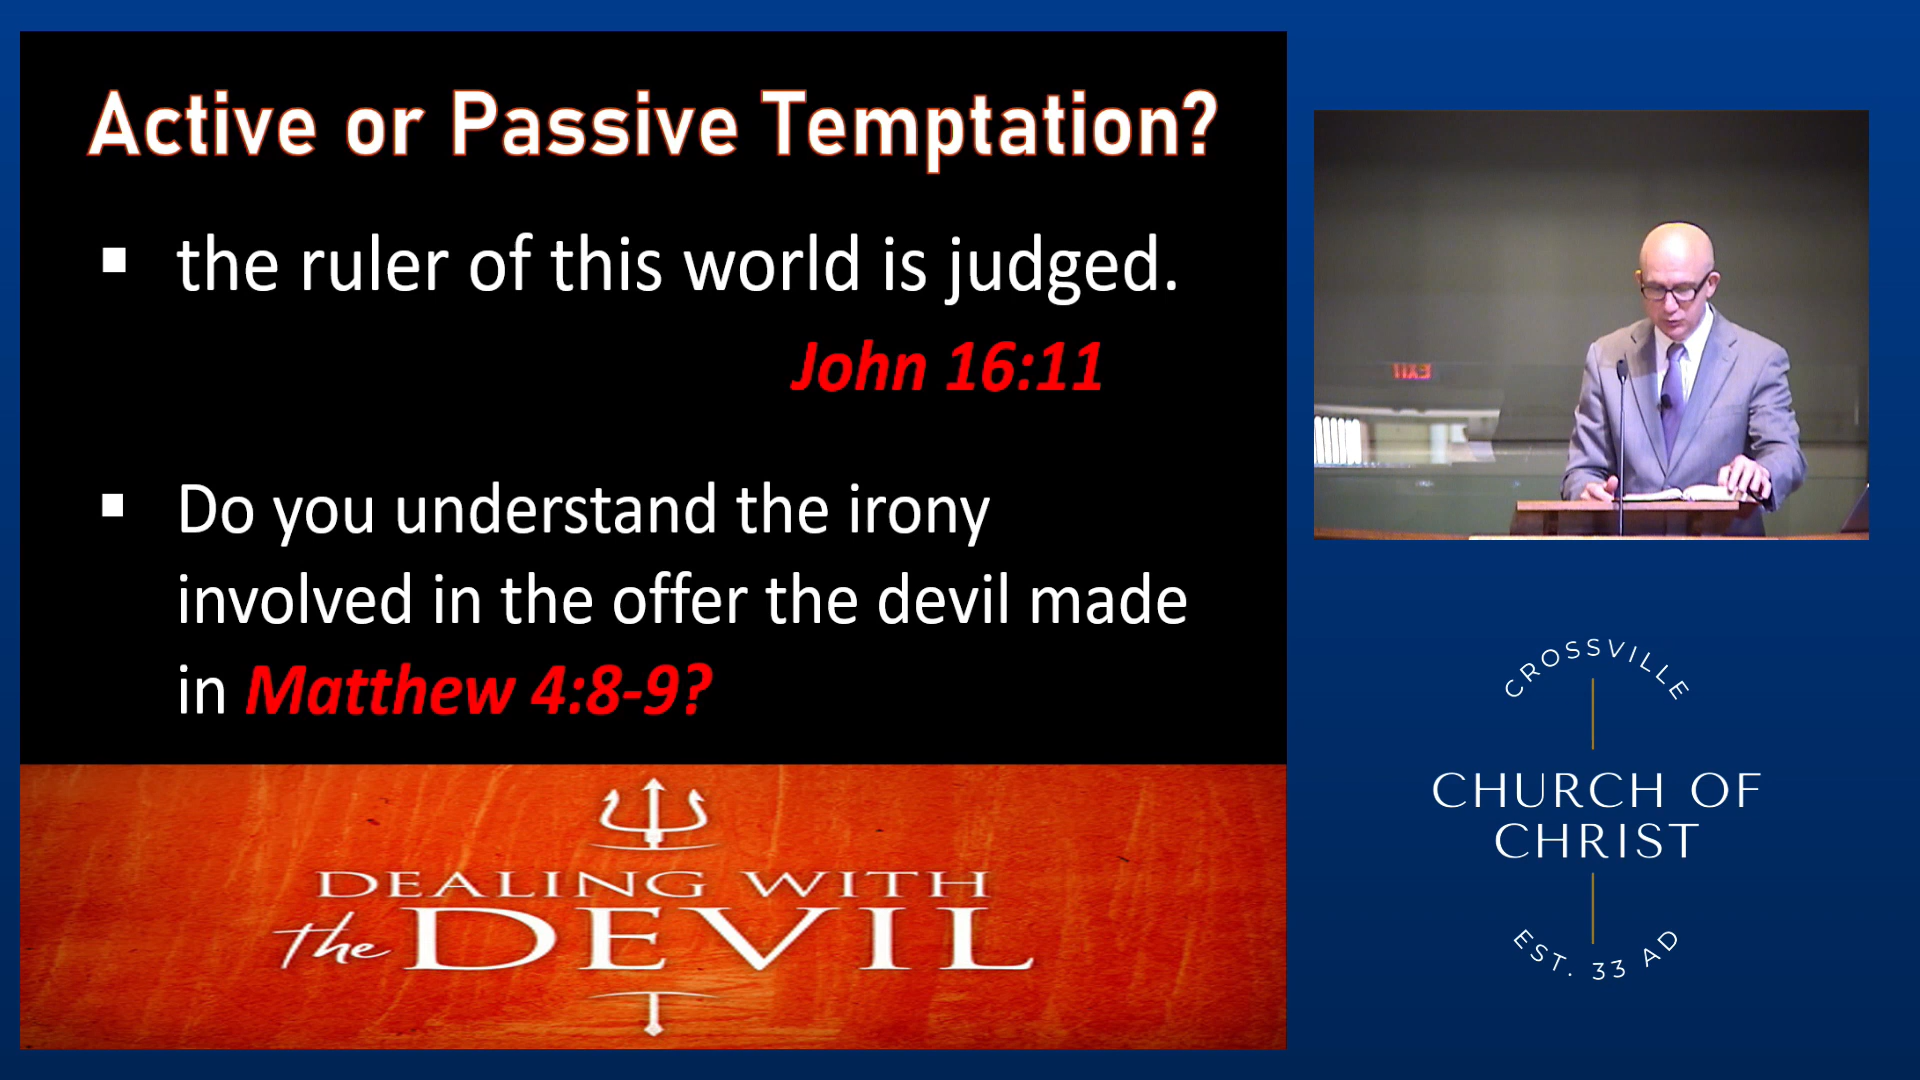 Active or Passive Temptation?
▪ the ruler of this world is judged.
John 16:11
▪ Do you understand the irony
involved in the offer the devil made
in Matthew 4:8-9?
DEALING WITH
the DEVIL
EXIT
CROSSVILLE
CHURCH OF
CHRIST
EST. 33 AD